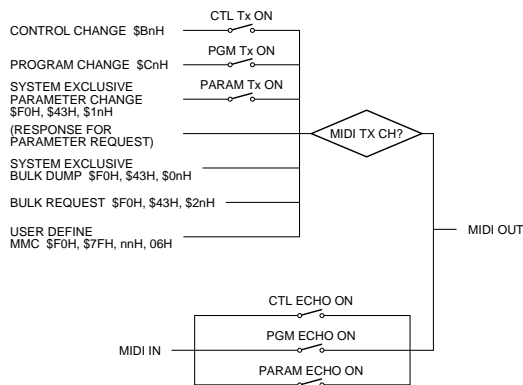 CTL Tx ON
CONTROL CHANGE $BnH
PGM Tx ON
PROGRAM CHANGE $CnH
SYSTEM EXCLUSIVE
PARAMETER CHANGE
$F0H, $43H, $1nH
PARAM Tx ON
(RESPONSE FOR
PARAMETER REQUEST)
MIDI TX CH?
SYSTEM EXCLUSIVE
BULK DUMP $F0H, $43H, $0nH
BULK REQUEST $F0H, $43H, $2nH
USER DEFINE
MMC $F0H, $7FH, nnH, 06H
MIDI OUT
CTL ECHO ON
PGM ECHO ON
MIDI IN
PARAM ECHO ON